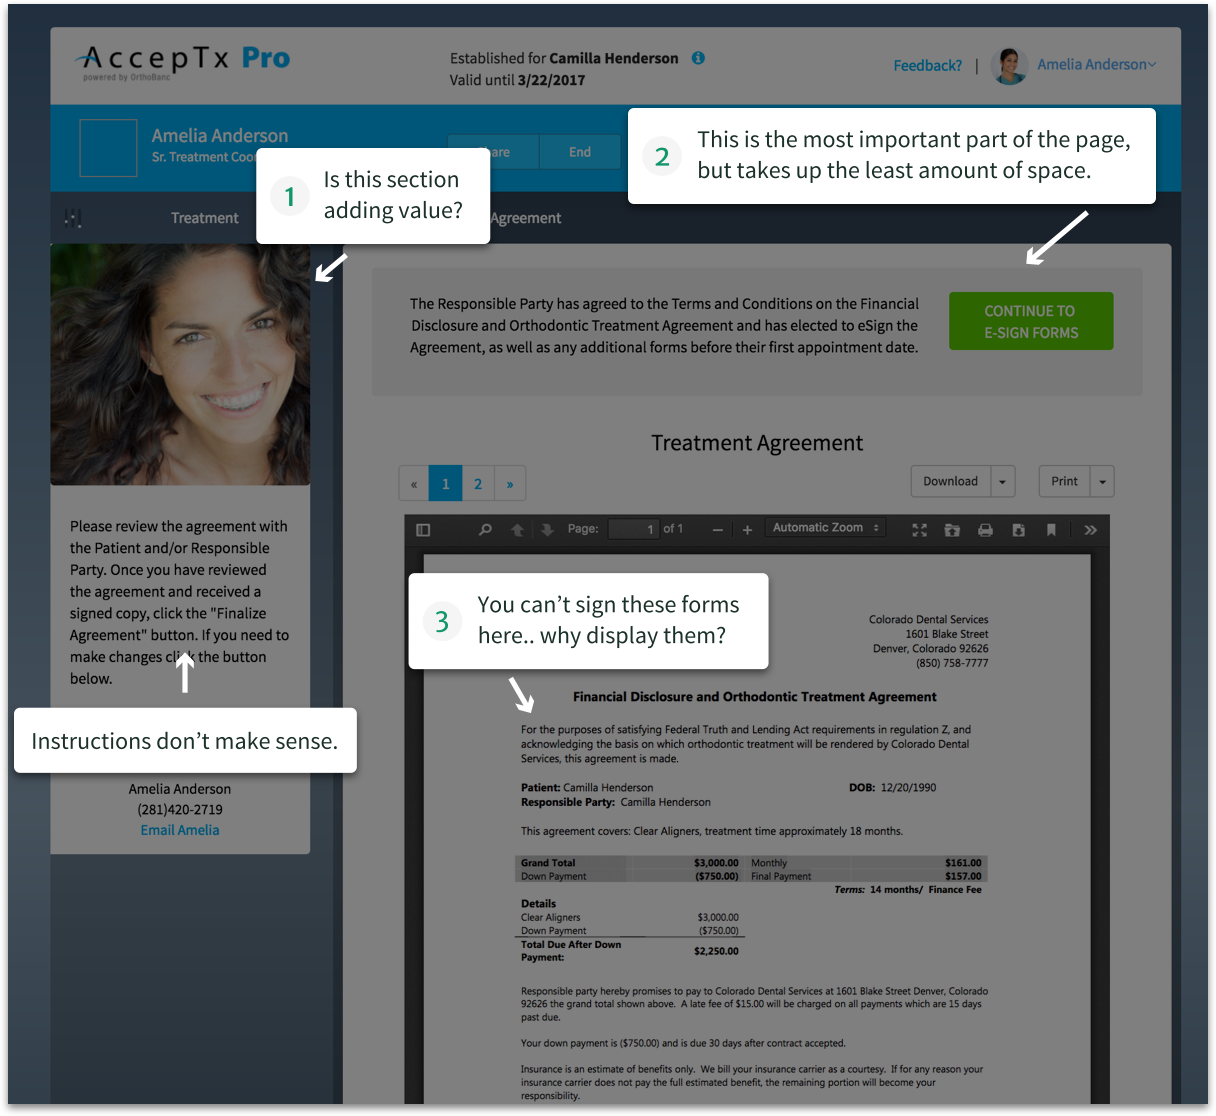 AccepTx Pro
powered by OrthoBanc
Established for Camilla Henderson
Valid until 3/22/2017
Feedback? | Amelia Anderson
Amelia Anderson
Sr. Treatment Coor
are
End
2
This is the most important part of the page,
but takes up the least amount of space.
1
Is this section
adding value?
Treatment
Agreement
The Responsible Party has agreed to the Terms and Conditions on the Financial
Disclosure and Orthodontic Treatment Agreement and has elected to eSign the
Agreement, as well as any additional forms before their first appointment date.
CONTINUE TO
E-SIGN FORMS
Treatment Agreement
« 1 2 »
Download
Print
Page: 1 of 1 − + Automatic Zoom »
Please review the agreement with
the Patient and/or Responsible
Party. Once you have reviewed
the agreement and received a
signed copy, click the "Finalize
Agreement" button. If you need to
make changes click the button
below.
Instructions don't make sense.
Amelia Anderson
(281)420-2719
Email Amelia
3
You can't sign these forms
here.. why display them?
Colorado Dental Services
1601 Blake Street
Denver, Colorado 92626
(850) 758-7777
Financial Disclosure and Orthodontic Treatment Agreement
For the purposes of satisfying Federal Truth and Lending Act requirements in regulation Z, and
acknowledging the basis on which orthodontic treatment will be rendered by Colorado Dental
Services, this agreement is made.
Patient: Camilla Henderson DOB: 12/20/1990
Responsible Party: Camilla Henderson
This agreement covers: Clear Aligners, treatment time approximately 18 months.
Grand Total $3,000.00 Monthly $161.00
Down Payment ($750.00) Final Payment $157.00
Terms: 14 months/ Finance Fee
Details
Clear Aligners $3,000.00
Down Payment ($750.00)
Total Due After Down
Payment: $2,250.00
Responsible party hereby promises to pay to Colorado Dental Services at 1601 Blake Street Denver, Colorado
92626 the grand total shown above. A late fee of $15.00 will be charged on all payments which are 15 days
past due.
Your down payment is ($750.00) and is due 30 days after contract accepted.
Insurance is an estimate of benefits only. We bill your insurance carrier as a courtesy. If for any reason your
insurance carrier does not pay the full estimated benefit, the remaining portion will become your
responsibility.